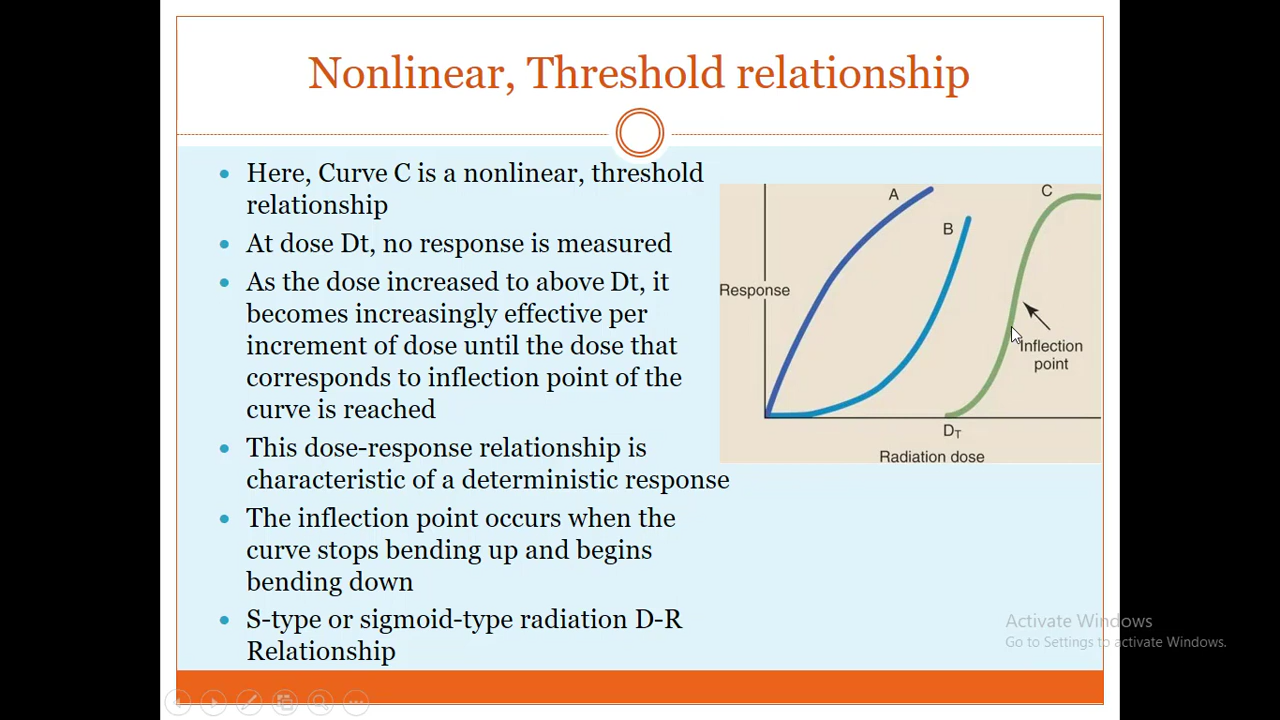 Nonlinear, Threshold relationship
Here, Curve C is a nonlinear, threshold
relationship
At dose Dt, no response is measured
As the dose increased to above Dt, it
becomes increasingly effective per
increment of dose until the dose that
corresponds to inflection point of the
curve is reached
This dose-response relationship is
characteristic of a deterministic response
The inflection point occurs when the
curve stops bending up and begins
bending down
S-type or sigmoid-type radiation D-R
Relationship
A
B
C
Response
Inflection
point
DT
Radiation dose
Activate Windows
Go to Settings to activate Windows.